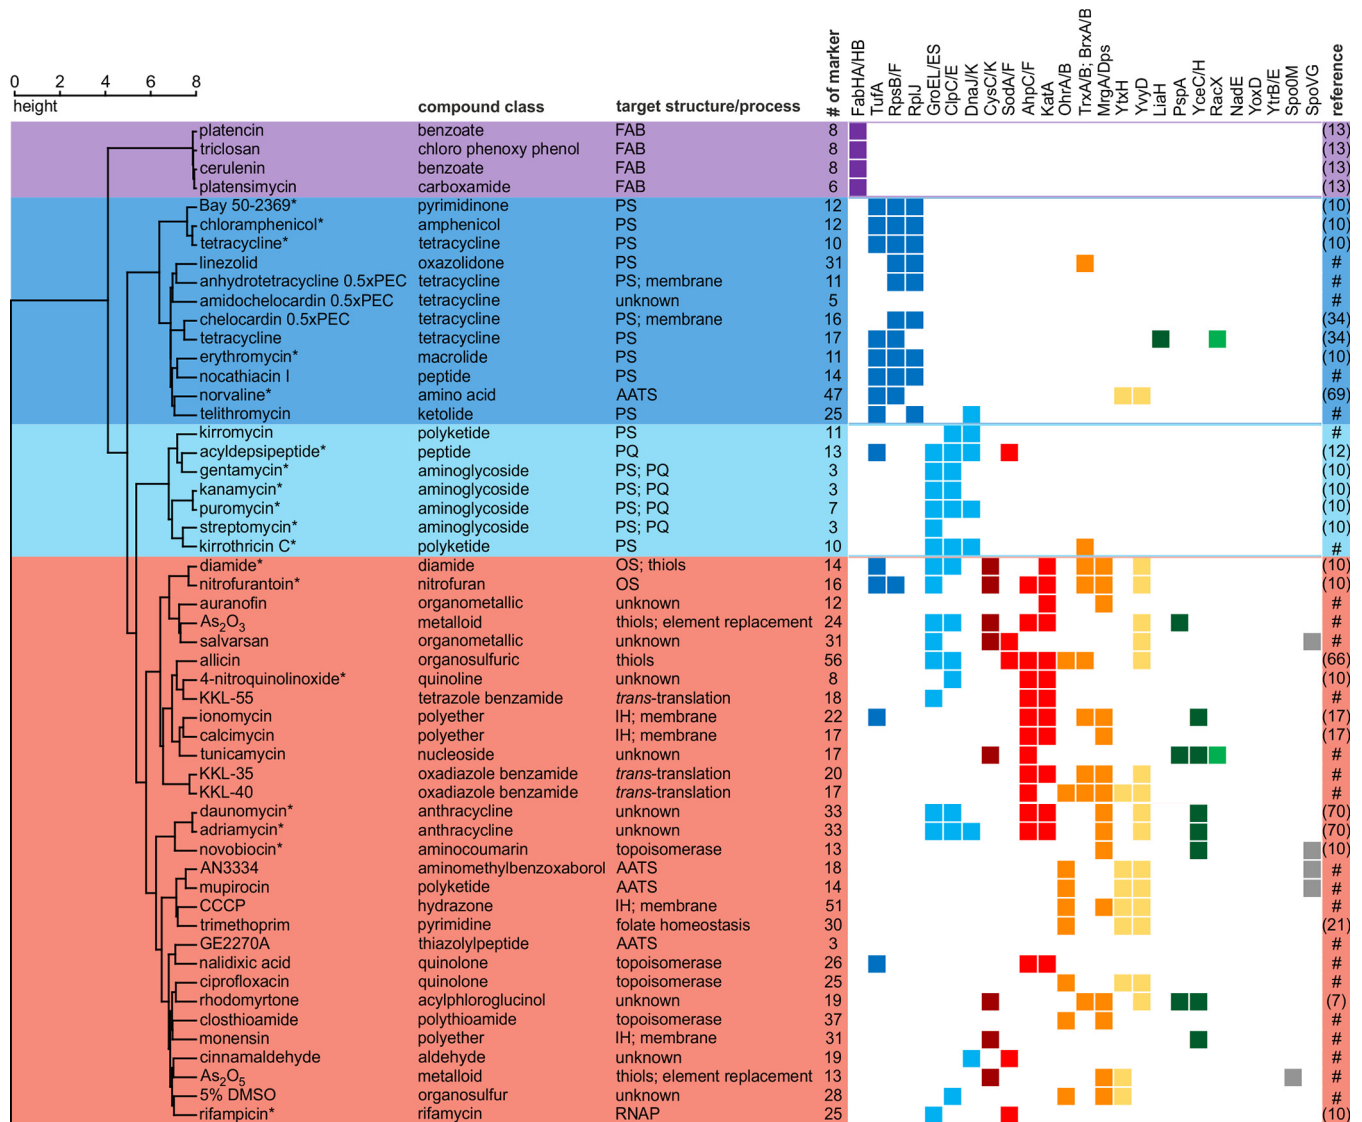 0 2 4 6 8
height
compound class target structure/process # of marker FabHA/HB TufA RpsB/F RplJ GroEL/ES ClpC/E DnaJ/K CysC/K SodA/F AhpC/F KatA OhrA/B TrxA/B; BrxA/B MrgA/Dps YtxH YvyD LiaH PspA YoeC/H RacX NadE YoxD YtrB/E Spo0M SpoVG reference
platencin benzoate FAB 8 (13)
triclosan chloro phenoxy phenol FAB 8 (13)
cerulenin benzoate FAB 8 (13)
platensimycin carboxamide FAB 6 (13)
Bay 50-2369* pyrimidinone PS 12 (10)
chloramphenicol* amphenicol PS 12 (10)
tetracycline* tetracycline PS 10 (10)
linezolid oxazolidone PS 31 #
anhydrotetracycline 0.5xPEC tetracycline PS; membrane 11 #
amidochelocardin 0.5xPEC tetracycline unknown 5 #
chelocardin 0.5xPEC tetracycline PS; membrane 16 (34)
tetracycline tetracycline PS 17 (34)
erythromycin* macrolide PS 11 (10)
nocathiacin I peptide PS 14 #
norvaline* amino acid AATS 47 (69)
telithromycin ketolide PS 25 #
kirromycin polyketide PS 11 #
acyldepsipeptide* peptide PQ 13 (12)
gentamycin* aminoglycoside PS; PQ 3 (10)
kanamycin* aminoglycoside PS; PQ 3 (10)
puromycin* aminoglycoside PS; PQ 7 (10)
streptomycin* aminoglycoside PS; PQ 3 (10)
kirrothricin C* polyketide PS 10 #
diamide* diamide OS; thiols 14 (10)
nitrofurantoin* nitrofuran OS 16 (10)
auranofin organometallic unknown 12 #
As2O3 metalloid thiols; element replacement 24 #
salvarsan organometallic unknown 31 #
allicin organosulfuric thiols 56 (66)
4-nitroquinolinoxide* quinoline unknown 8 (10)
KKL-55 tetrazole benzamide trans-translation 18 #
ionomycin polyether IH; membrane 22 (17)
calcimycin polyether IH; membrane 17 (17)
tunicamycin nucleoside unknown 17 #
KKL-35 oxadiazole benzamide trans-translation 20 #
KKL-40 oxadiazole benzamide trans-translation 17 #
daunomycin* anthracycline unknown 33 (70)
adriamycin* anthracycline unknown 33 (70)
novobiocin* aminocoumarin topoisomerase 13 (10)
AN3334 aminomethylbenzoxaborol AATS 18 #
mupirocin polyketide AATS 14 #
CCCP hydrazone IH; membrane 51 #
trimethoprim pyrimidine folate homeostasis 30 (21)
GE2270A thiazolylpeptide AATS 3 #
nalidixic acid quinolone topoisomerase 26 #
ciprofloxacin quinolone topoisomerase 25 #
rhodomyrtone acylphloroglucinol unknown 19 (7)
closthioamide polythioamide topoisomerase 37 #
monensin polyether IH; membrane 31 #
cinnamaldehyde aldehyde unknown 19 #
As2O5 metalloid thiols; element replacement 13 #
5% DMSO organosulfur unknown 28 #
rifampicin* rifamycin RNAP 25 (10)